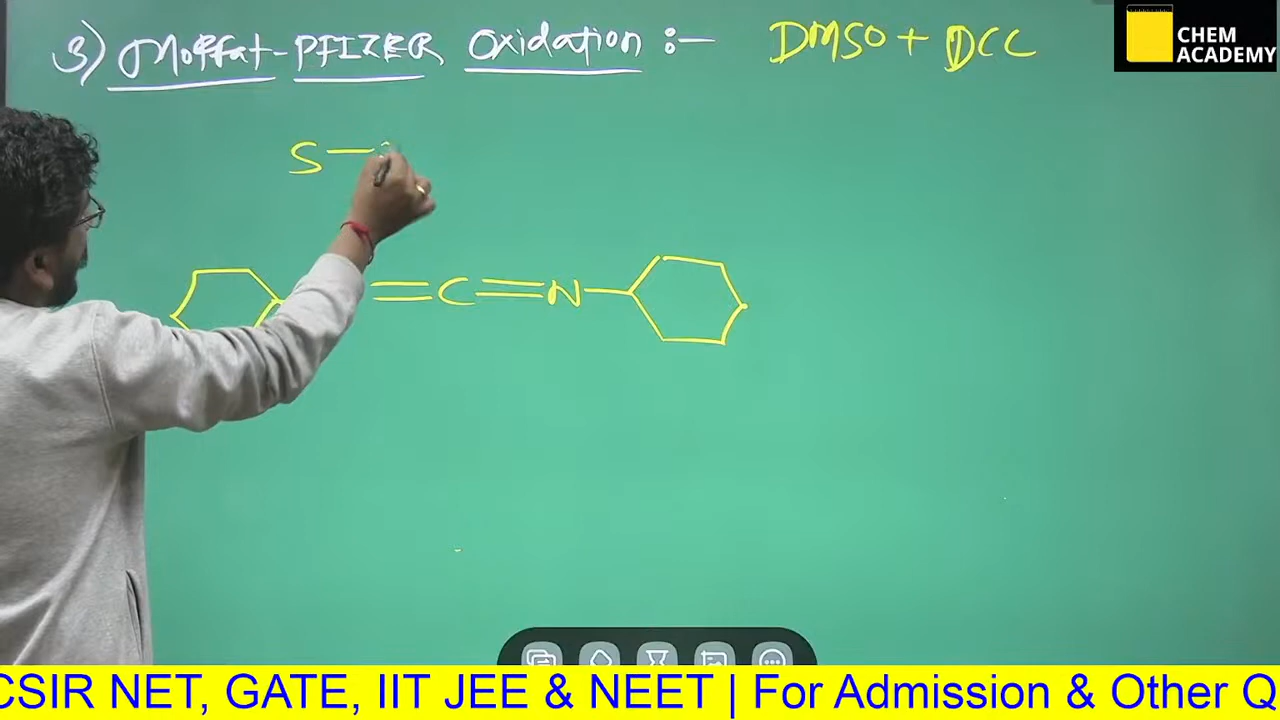 3) Moffat-PFIZER Oxidation :- DMSO + DCC
CHEM
ACADEMY
S—
=C=N—
CSIR NET, GATE, IIT JEE & NEET | For Admission & Other Q